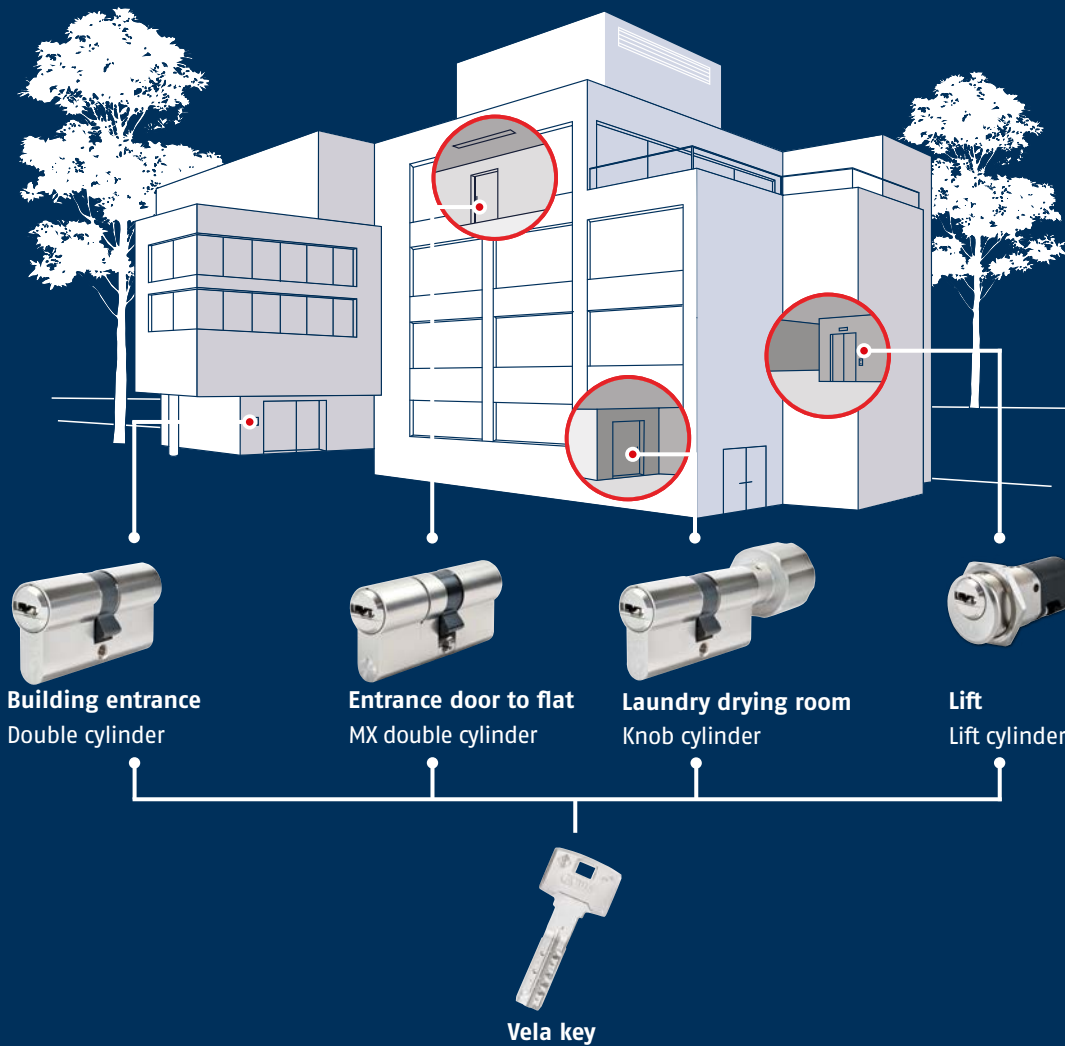 Building entrance
Double cylinder
Entrance door to flat
MX double cylinder
Laundry drying room
Knob cylinder
Lift
Lift cylinder
Vela key